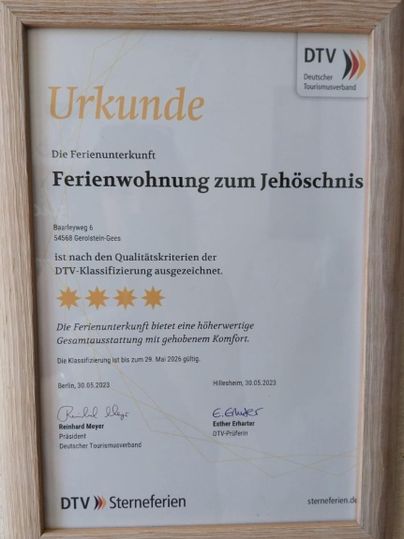 DTV
Deutscher
Tourismusverband
Urkunde
Die Ferienunterkunft
Ferienwohnung zum Jehöschnis
Baarleyweg 6
54568 Gerolstein-Gees
ist nach den Qualitätskriterien der
DTV-Klassifizierung ausgezeichnet.
Die Ferienunterkunft bietet eine höherwertige
Gesamtausstattung mit gehobenem Komfort.
Die Klassifizierung ist bis zum 29. Mai 2026 gültig.
Berlin, 30.05.2023
Hillesheim, 30.05.2023
Reinhard Meyer
E. Erharter
Reinhard Meyer
Präsident
Deutscher Tourismusverband
Esther Erharter
DTV-Prüferin
DTV Sterneferien
sterneferien.de